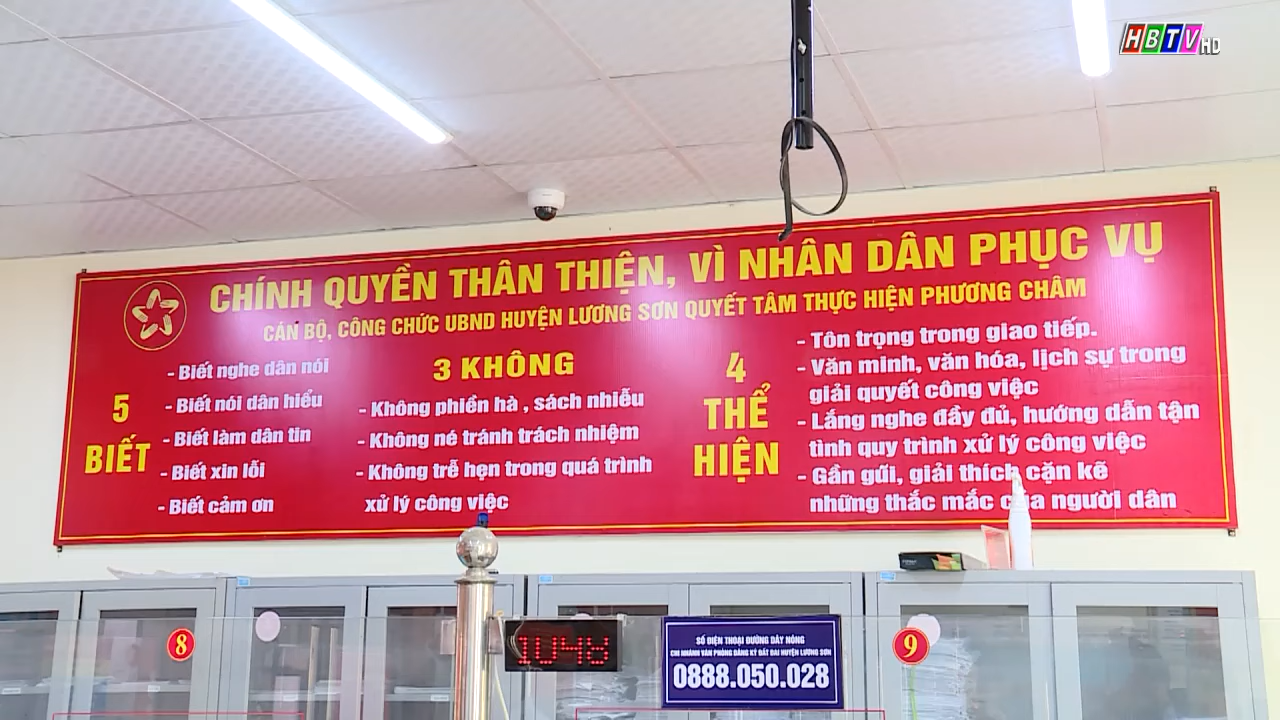 HBTV HD
CHÍNH QUYỀN THÂN THIỆN, VÌ NHÂN DÂN PHỤC VỤ
CÁN BỘ, CÔNG CHỨC UBND HUYỆN LƯƠNG SƠN QUYẾT TÂM THỰC HIỆN PHƯƠNG CHÂM
5
BIẾT
- Biết nghe dân nói
- Biết nói dân hiểu
- Biết làm dân tin
- Biết xin lỗi
- Biết cảm ơn
3 KHÔNG
- Không phiền hà , sách nhiễu
- Không né tránh trách nhiệm
- Không trễ hẹn trong quá trình
xử lý công việc
4
THỂ
HIỆN
- Tôn trọng trong giao tiếp.
- Văn minh, văn hóa, lịch sự trong
giải quyết công việc
- Lắng nghe đầy đủ, hướng dẫn tận
tình quy trình xử lý công việc
- Gần gũi, giải thích cặn kẽ
những thắc mắc của người dân
8
SỐ ĐIỆN THOẠI ĐƯỜNG DÂY NÓNG
CHI NHÁNH VĂN PHÒNG ĐĂNG KÝ ĐẤT ĐAI HUYỆN LƯƠNG SƠN
0888.050.028
9